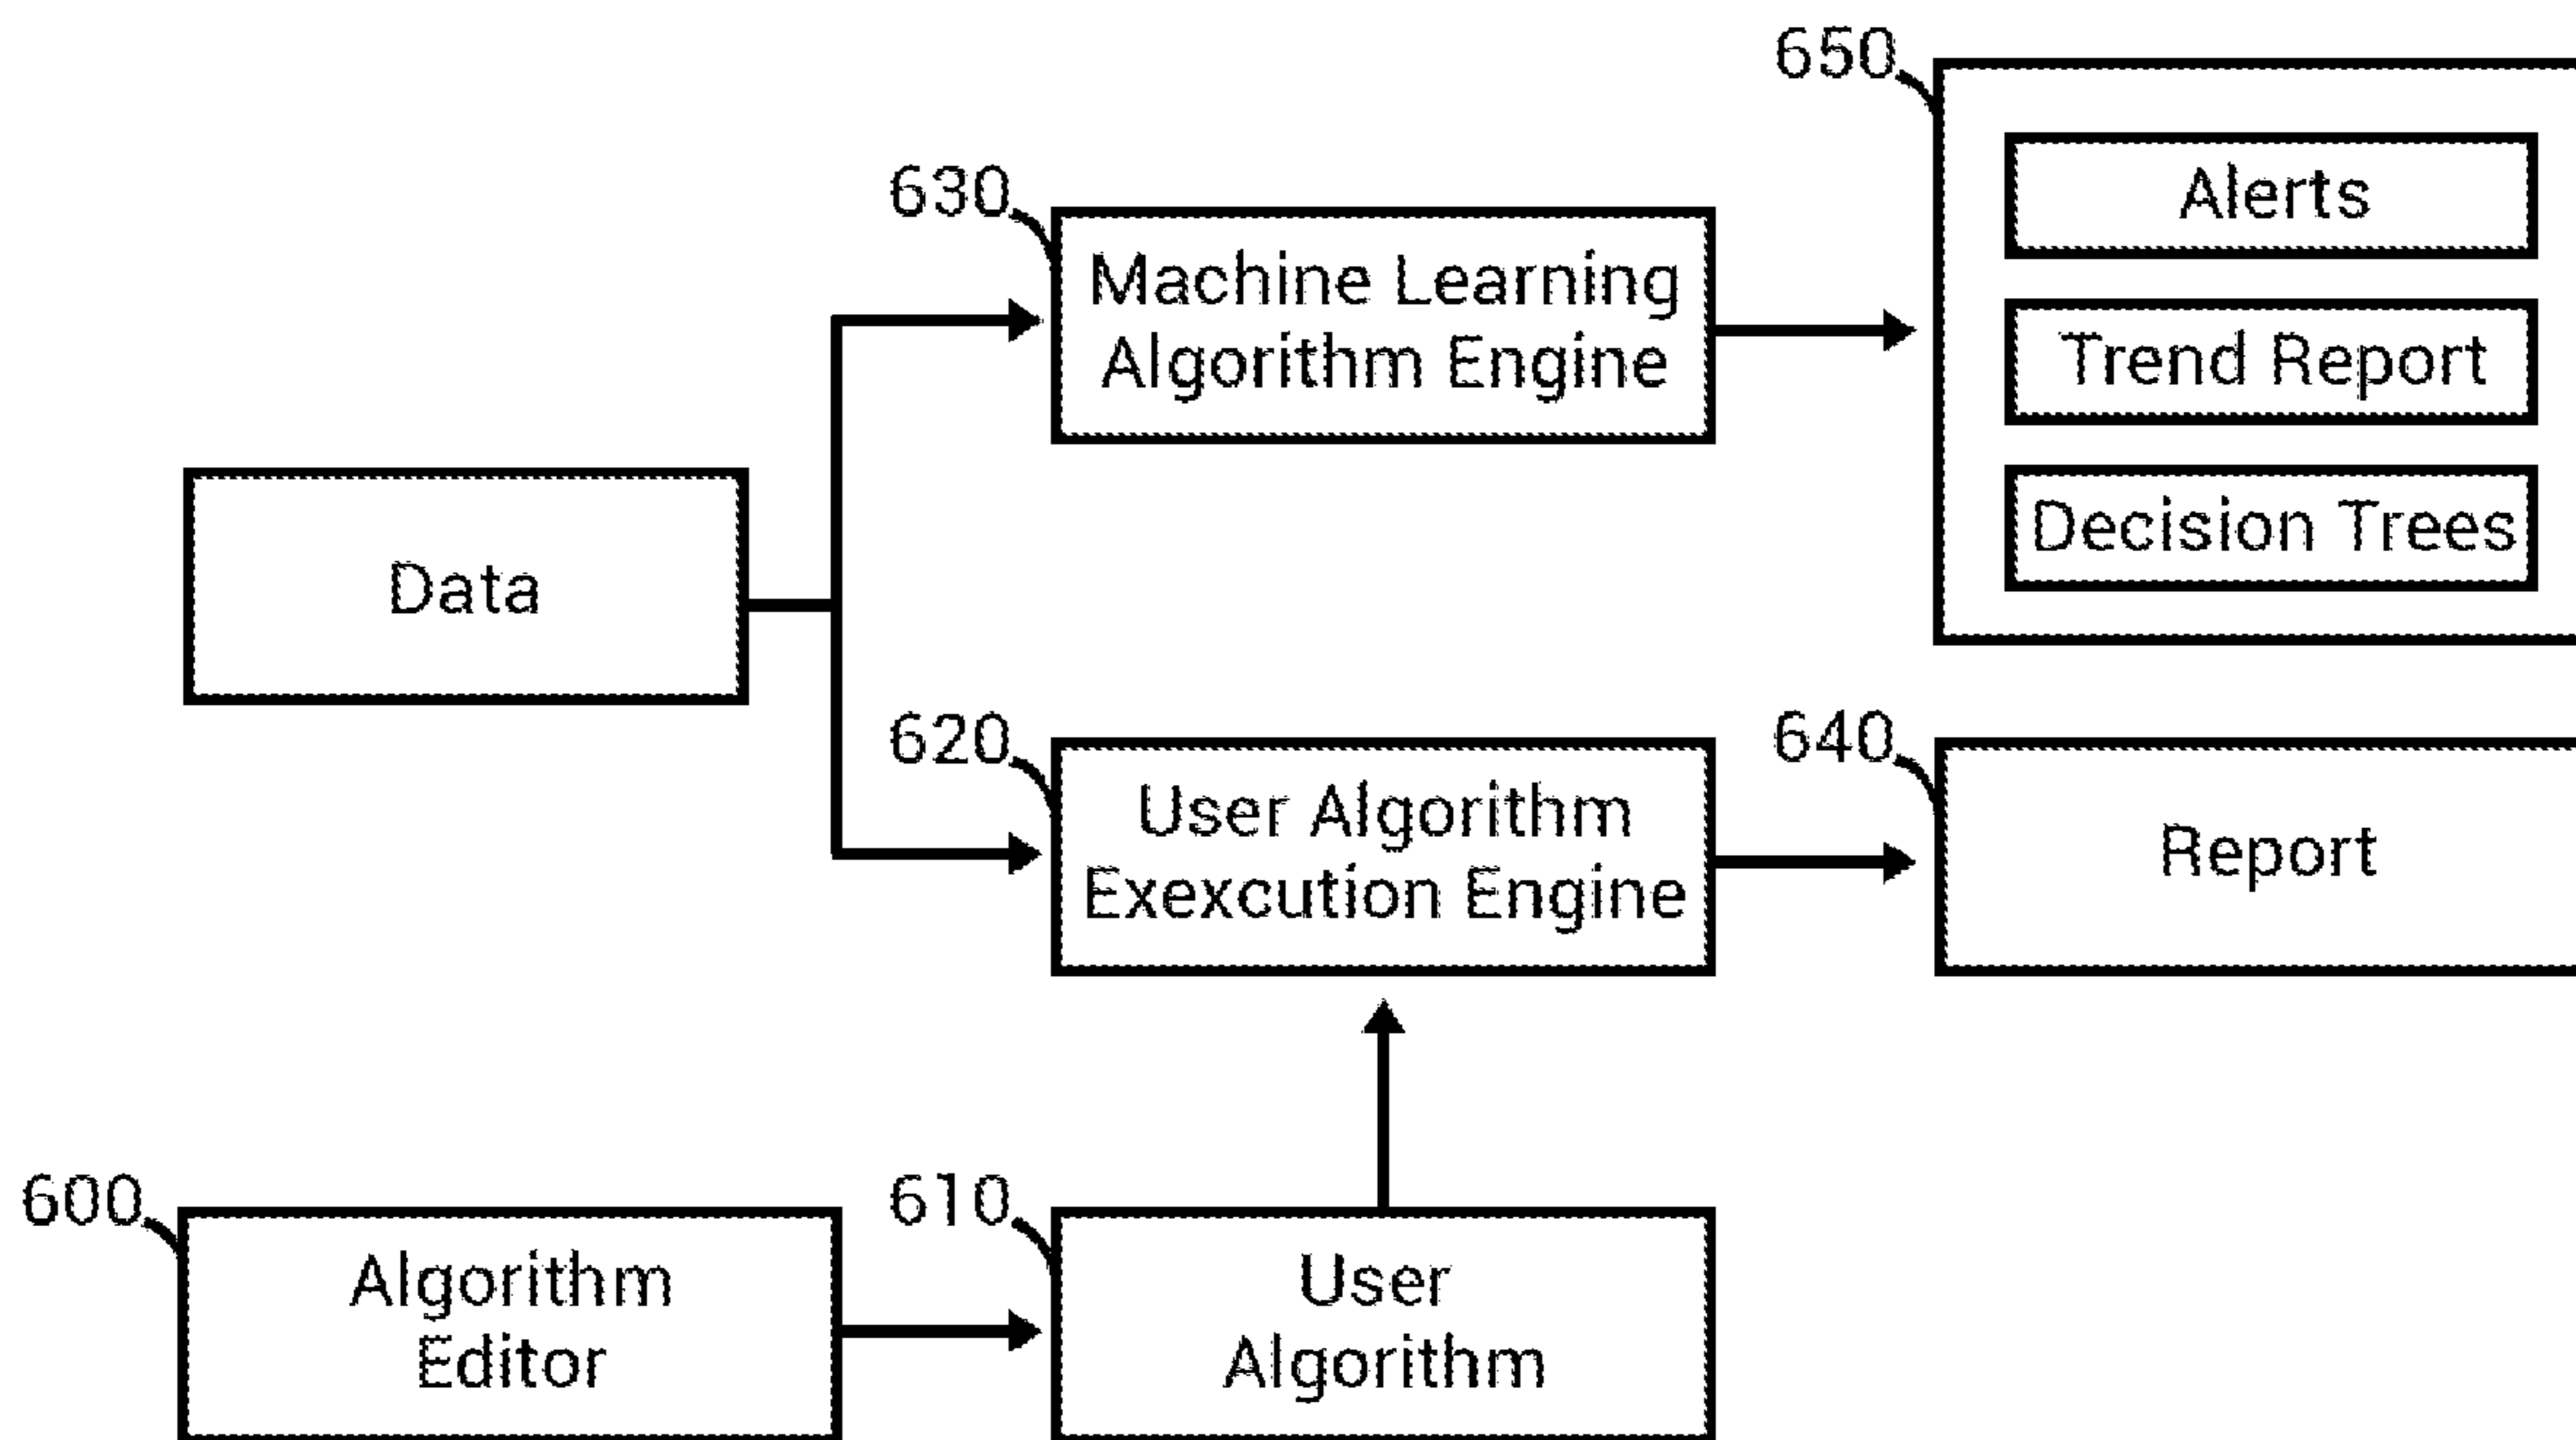 650
Alerts
630
Machine Learning
Algorithm Engine
Trend Report
Decision Trees
Data
620
User Algorithm
Exexcution Engine
640
Report
600
Algorithm
Editor
610
User
Algorithm